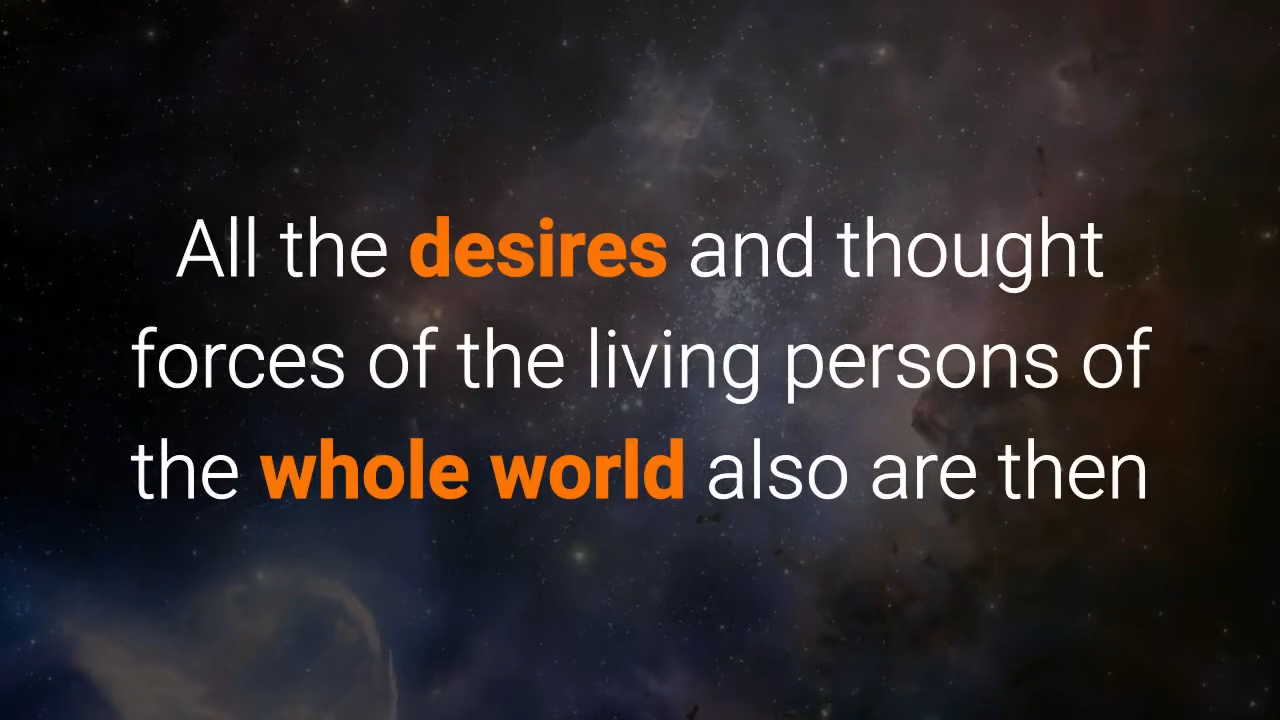 All the desires and thought
forces of the living persons of
the whole world also are then